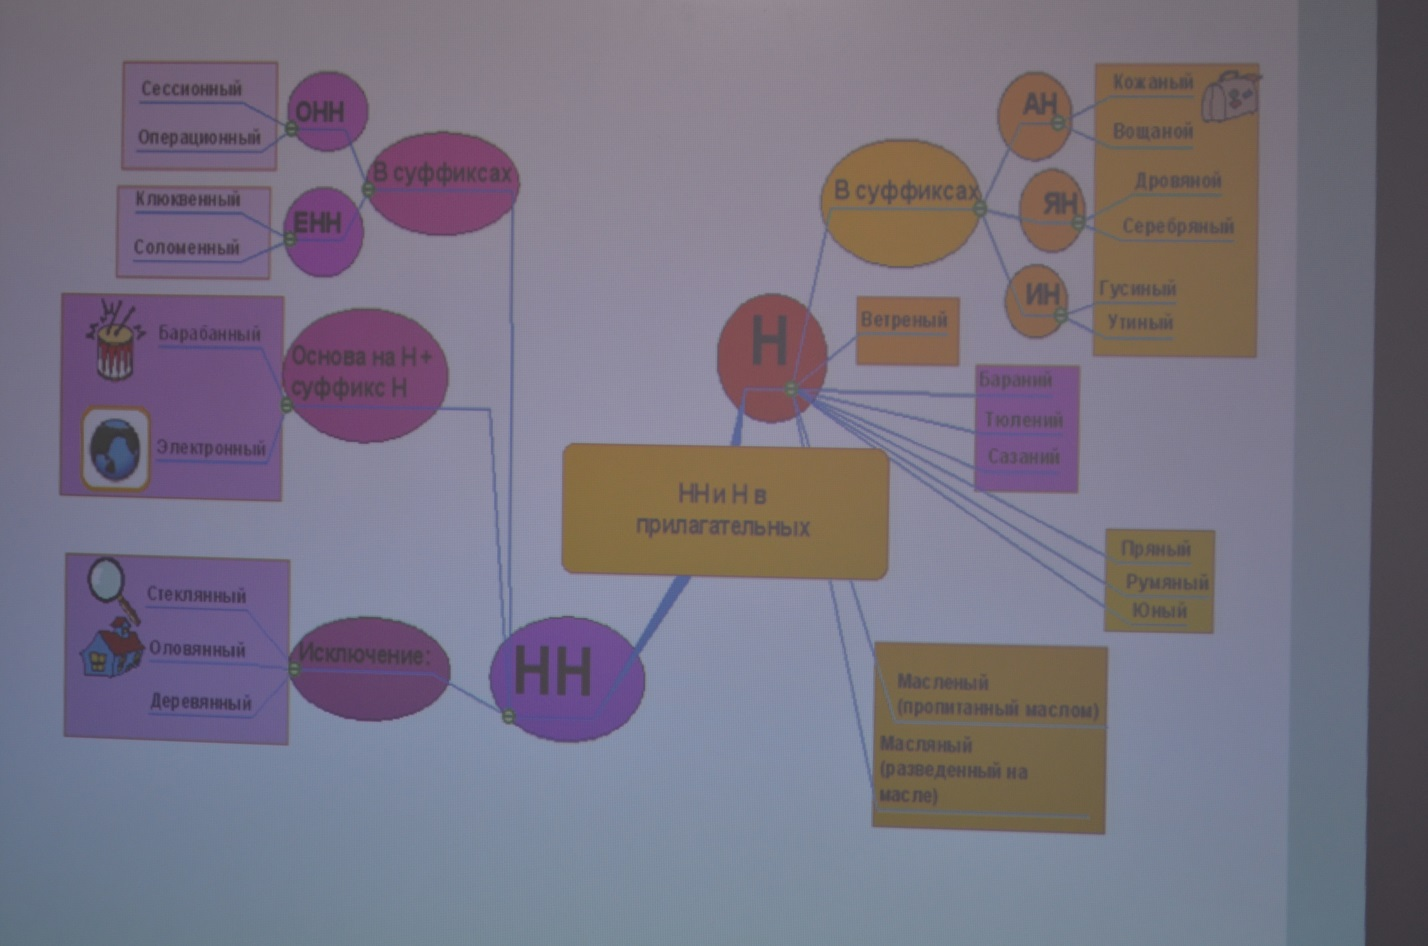 НН и Н в
прилагательных
НН
В суффиксах
ОНН
Сессионный
Операционный
ЕНН
Клюквенный
Соломенный
Основа на Н +
суффикс Н
Барабанный
Электронный
Исключение:
Стеклянный
Оловянный
Деревянный
Н
В суффиксах
АН
Кожаный
Вощаной
ЯН
Дровяной
Серебряный
ИН
Гусиный
Утиный
Ветреный
Бараний
Тюлений
Сазаний
Пряный
Румяный
Юный
Масленый
(пропитанный маслом)
Масляный
(разведенный на
масле)